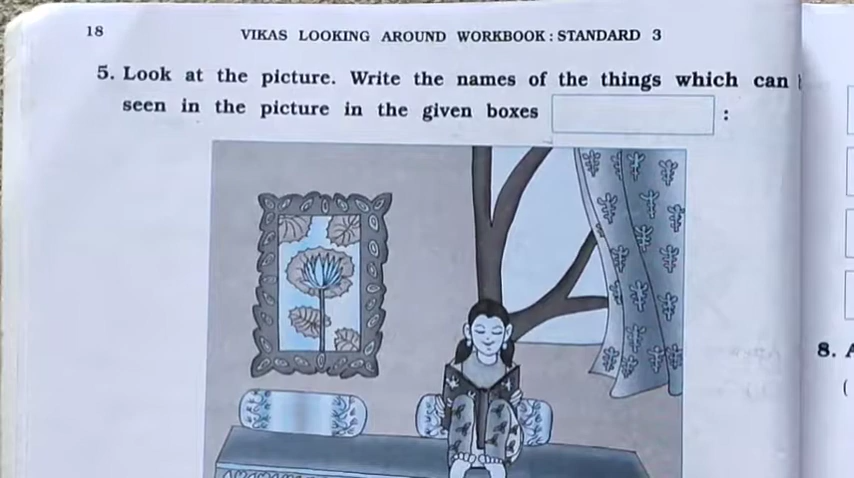 18
VIKAS LOOKING AROUND WORKBOOK : STANDARD 3
5. Look at the picture. Write the names of the things which can
seen in the picture in the given boxes :
8.